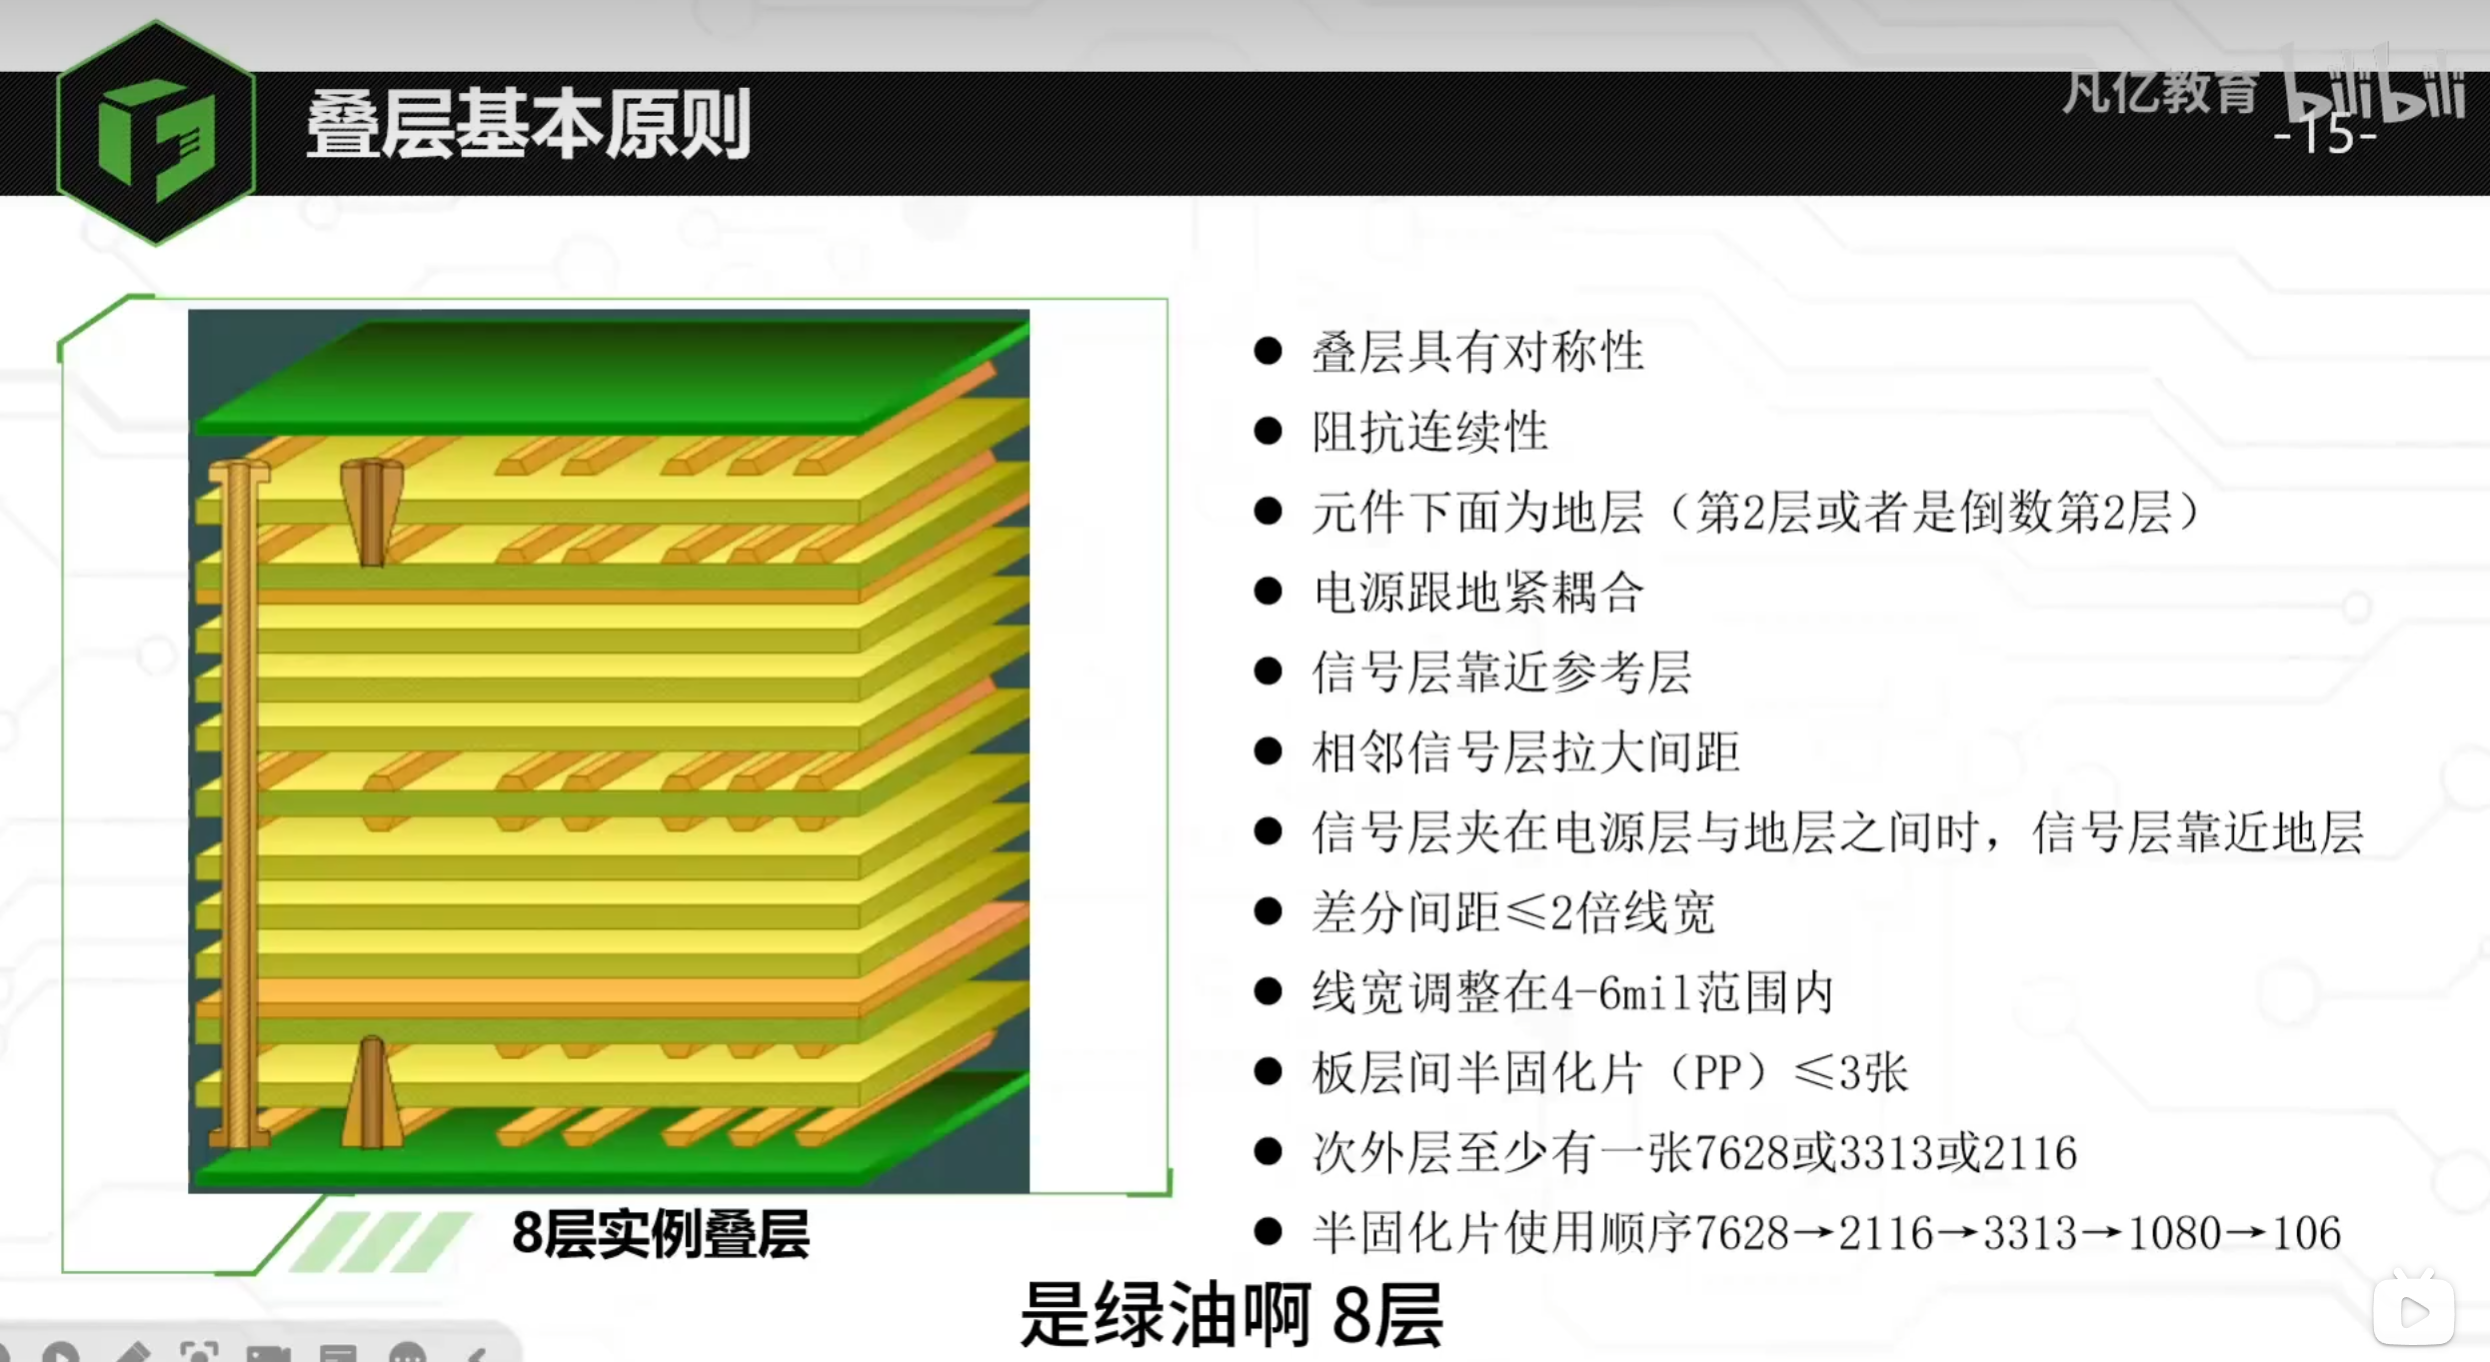 叠层基本原则
凡亿教育 bilibili
-15-
叠层具有对称性
阻抗连续性
元件下面为地层（第2层或者是倒数第2层）
电源跟地紧耦合
信号层靠近参考层
相邻信号层拉大间距
信号层夹在电源层与地层之间时，信号层靠近地层
差分间距≤2倍线宽
线宽调整在4-6mil范围内
板层间半固化片（PP）≤3张
次外层至少有一张7628或3313或2116
半固化片使用顺序7628→2116→3313→1080→106
8层实例叠层
是绿油啊 8层